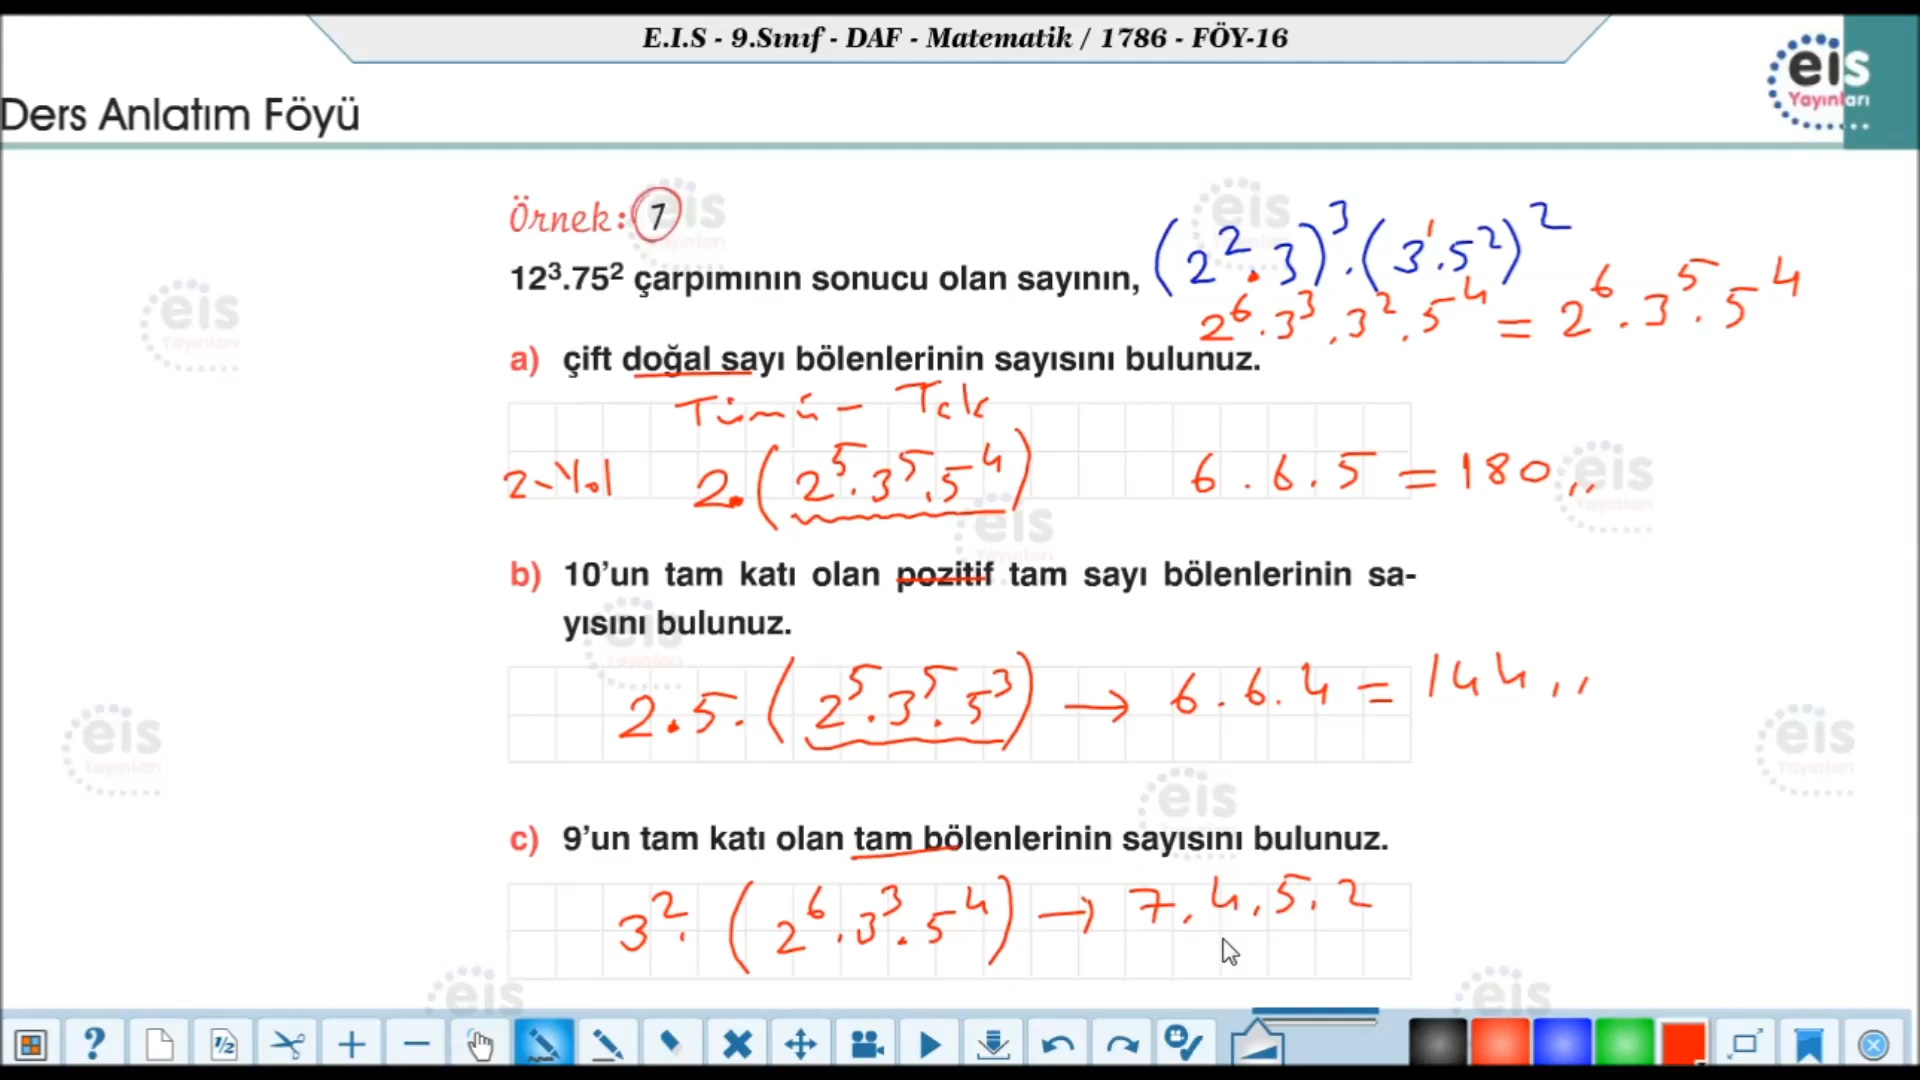 E.I.S - 9.Sınıf - DAF - Matematik / 1786 - FÖY-16
eis
Yayınları
Ders Anlatım Föyü
Örnek: 7
12³.75² çarpımının sonucu olan sayının,
(2².3)³.(3¹.5²)²
2⁶.3³.3².5⁴ = 2⁶.3⁵.5⁴
a) çift doğal sayı bölenlerinin sayısını bulunuz.
Tümü - Tek
2.Yol 2.(2⁵.3⁵.5⁴) 6.6.5 = 180,,
b) 10'un tam katı olan pozitif tam sayı bölenlerinin sa-
yısını bulunuz.
2.5.(2⁵.3⁵.5³) → 6.6.4 = 144,,
c) 9'un tam katı olan tam bölenlerinin sayısını bulunuz.
3².(2⁶.3³.5⁴) → 7.4.5.2